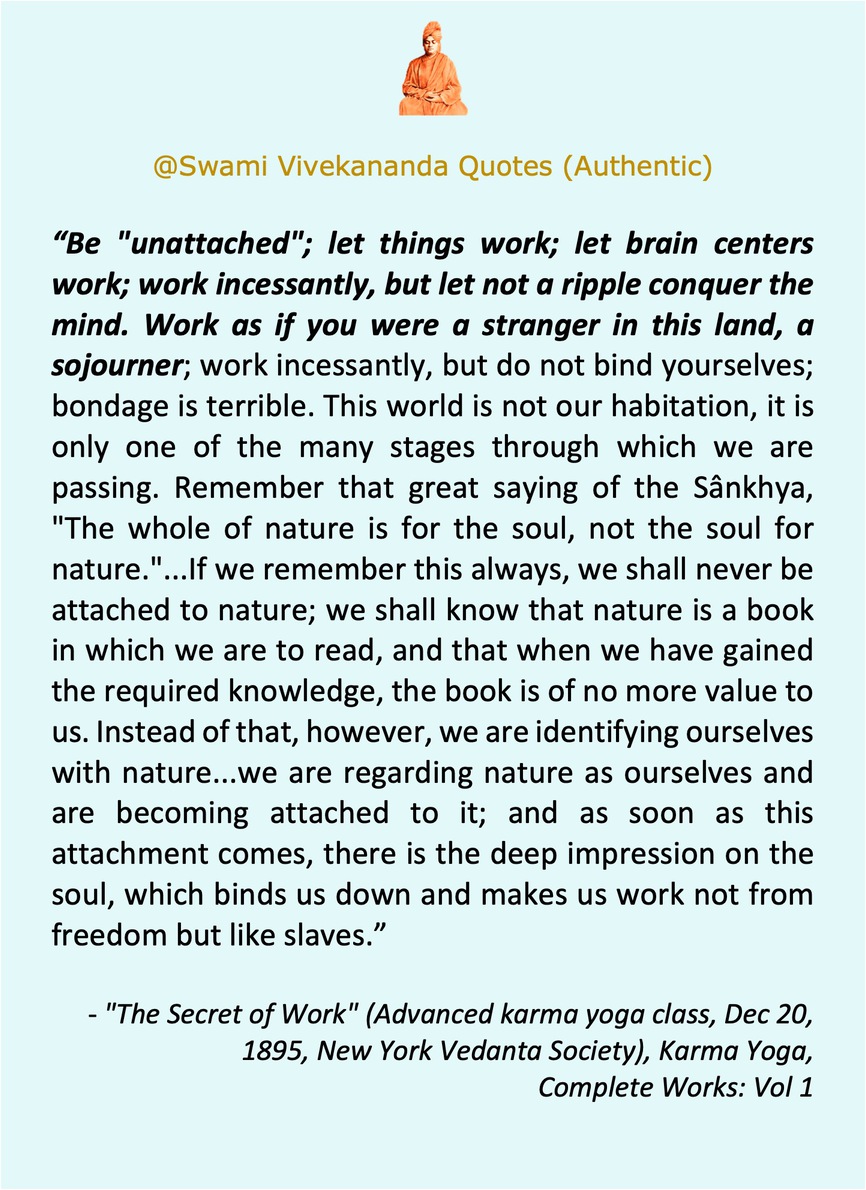 @Swami Vivekananda Quotes (Authentic)
“Be "unattached"; let things work; let brain centers
work; work incessantly, but let not a ripple conquer the
mind. Work as if you were a stranger in this land, a
sojourner; work incessantly, but do not bind yourselves;
bondage is terrible. This world is not our habitation, it is
only one of the many stages through which we are
passing. Remember that great saying of the Sânkhya,
"The whole of nature is for the soul, not the soul for
nature."...If we remember this always, we shall never be
attached to nature; we shall know that nature is a book
in which we are to read, and that when we have gained
the required knowledge, the book is of no more value to
us. Instead of that, however, we are identifying ourselves
with nature...we are regarding nature as ourselves and
are becoming attached to it; and as soon as this
attachment comes, there is the deep impression on the
soul, which binds us down and makes us work not from
freedom but like slaves.”
- "The Secret of Work" (Advanced karma yoga class, Dec 20,
1895, New York Vedanta Society), Karma Yoga,
Complete Works: Vol 1